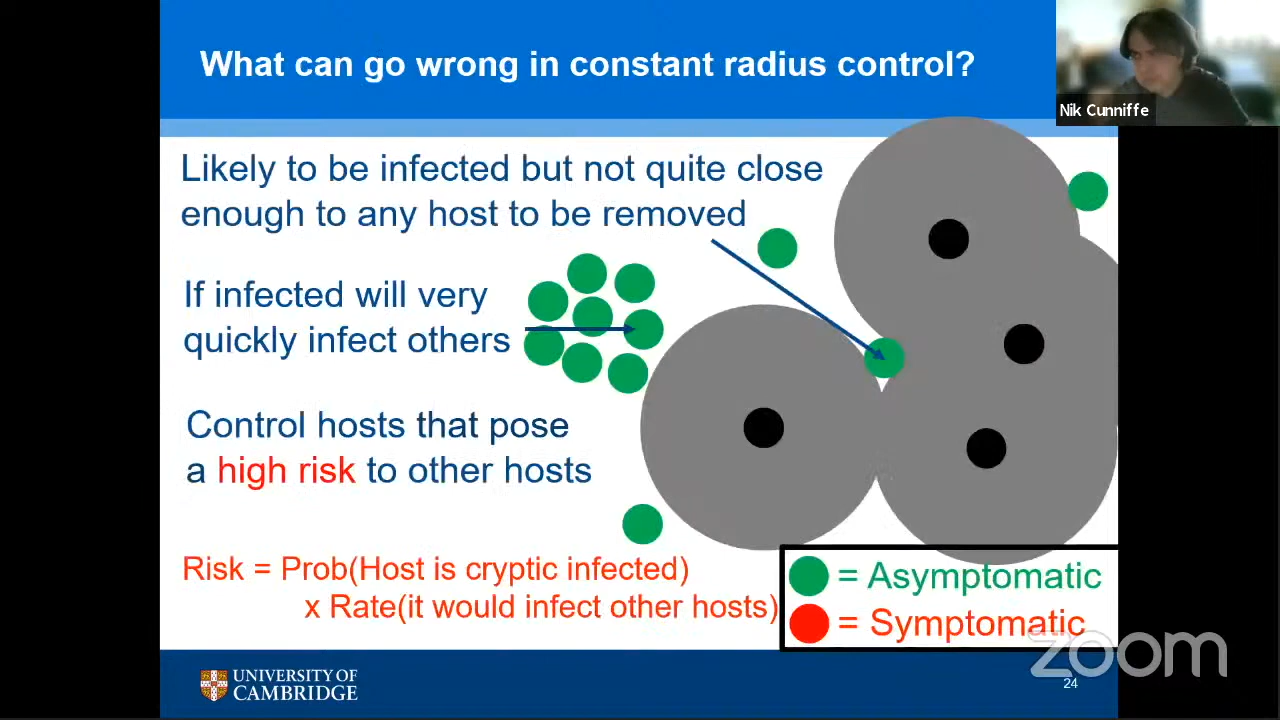 What can go wrong in constant radius control?
Nik Cunniffe
Likely to be infected but not quite close
enough to any host to be removed
If infected will very
quickly infect others
Control hosts that pose
a high risk to other hosts
Risk = Prob(Host is cryptic infected)
x Rate(it would infect other hosts)
= Asymptomatic
= Symptomatic
zoom
UNIVERSITY OF
CAMBRIDGE
24